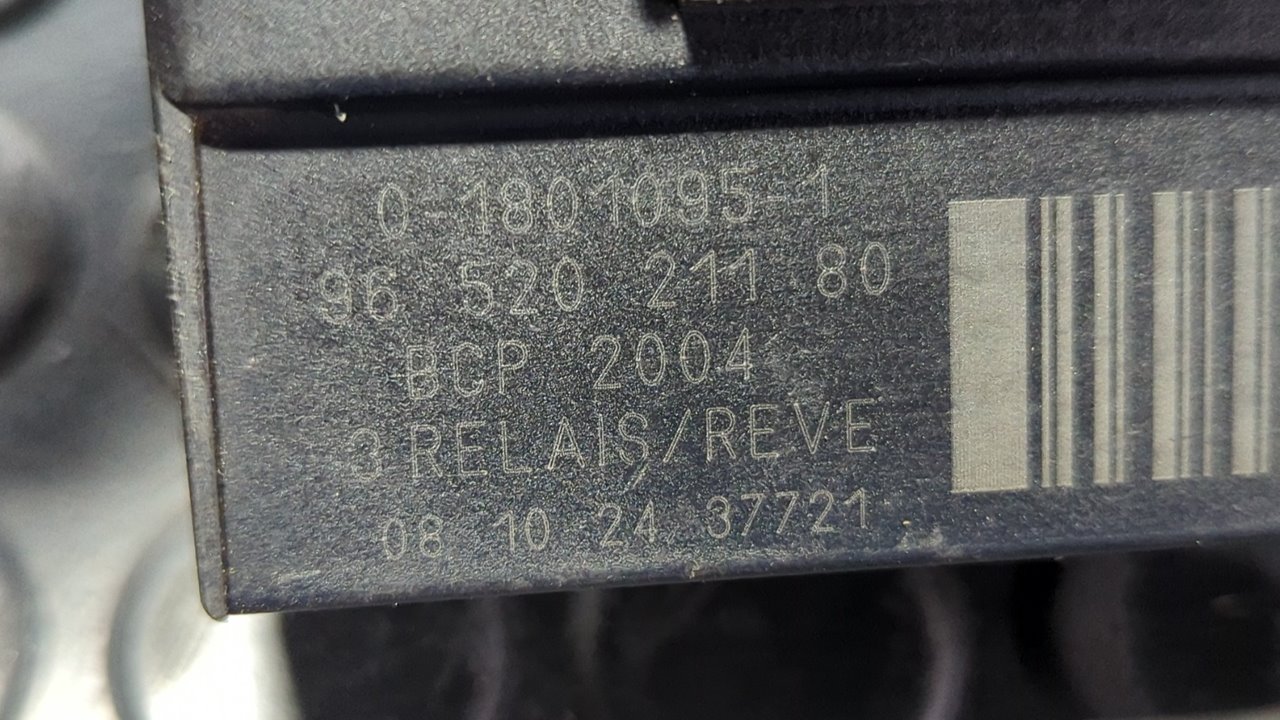 0-1801095-1
96 520 211 80
BCP 2004
3 RELAIS/REVE
08 10 24 37721